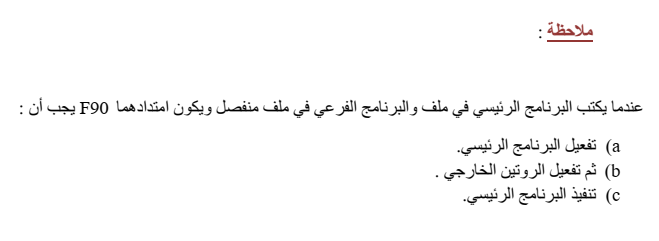 ملاحظة :
عندما يكتب البرنامج الرئيسي في ملف والبرنامج الفرعي في ملف منفصل ويكون امتدادهما F90 يجب أن :
a) تفعيل البرنامج الرئيسي.
b) ثم تفعيل الروتين الخارجي .
c) تنفيذ البرنامج الرئيسي.